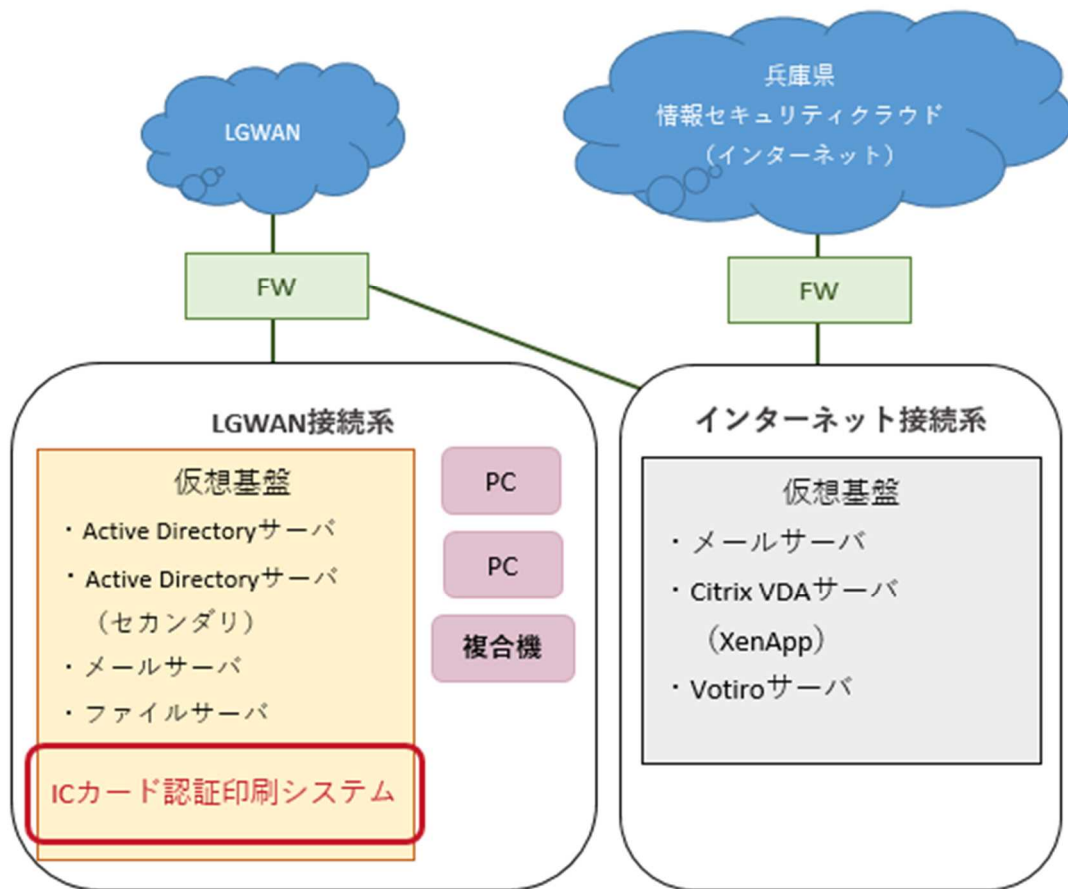 LGWAN
兵庫県
情報セキュリティクラウド
（インターネット）
FW
FW
LGWAN接続系
仮想基盤
・Active Directoryサーバ
・Active Directoryサーバ
（セカンダリ）
・メールサーバ
・ファイルサーバ
ICカード認証印刷システム
PC
PC
複合機
インターネット接続系
仮想基盤
・メールサーバ
・Citrix VDAサーバ
（XenApp）
・Votiroサーバ